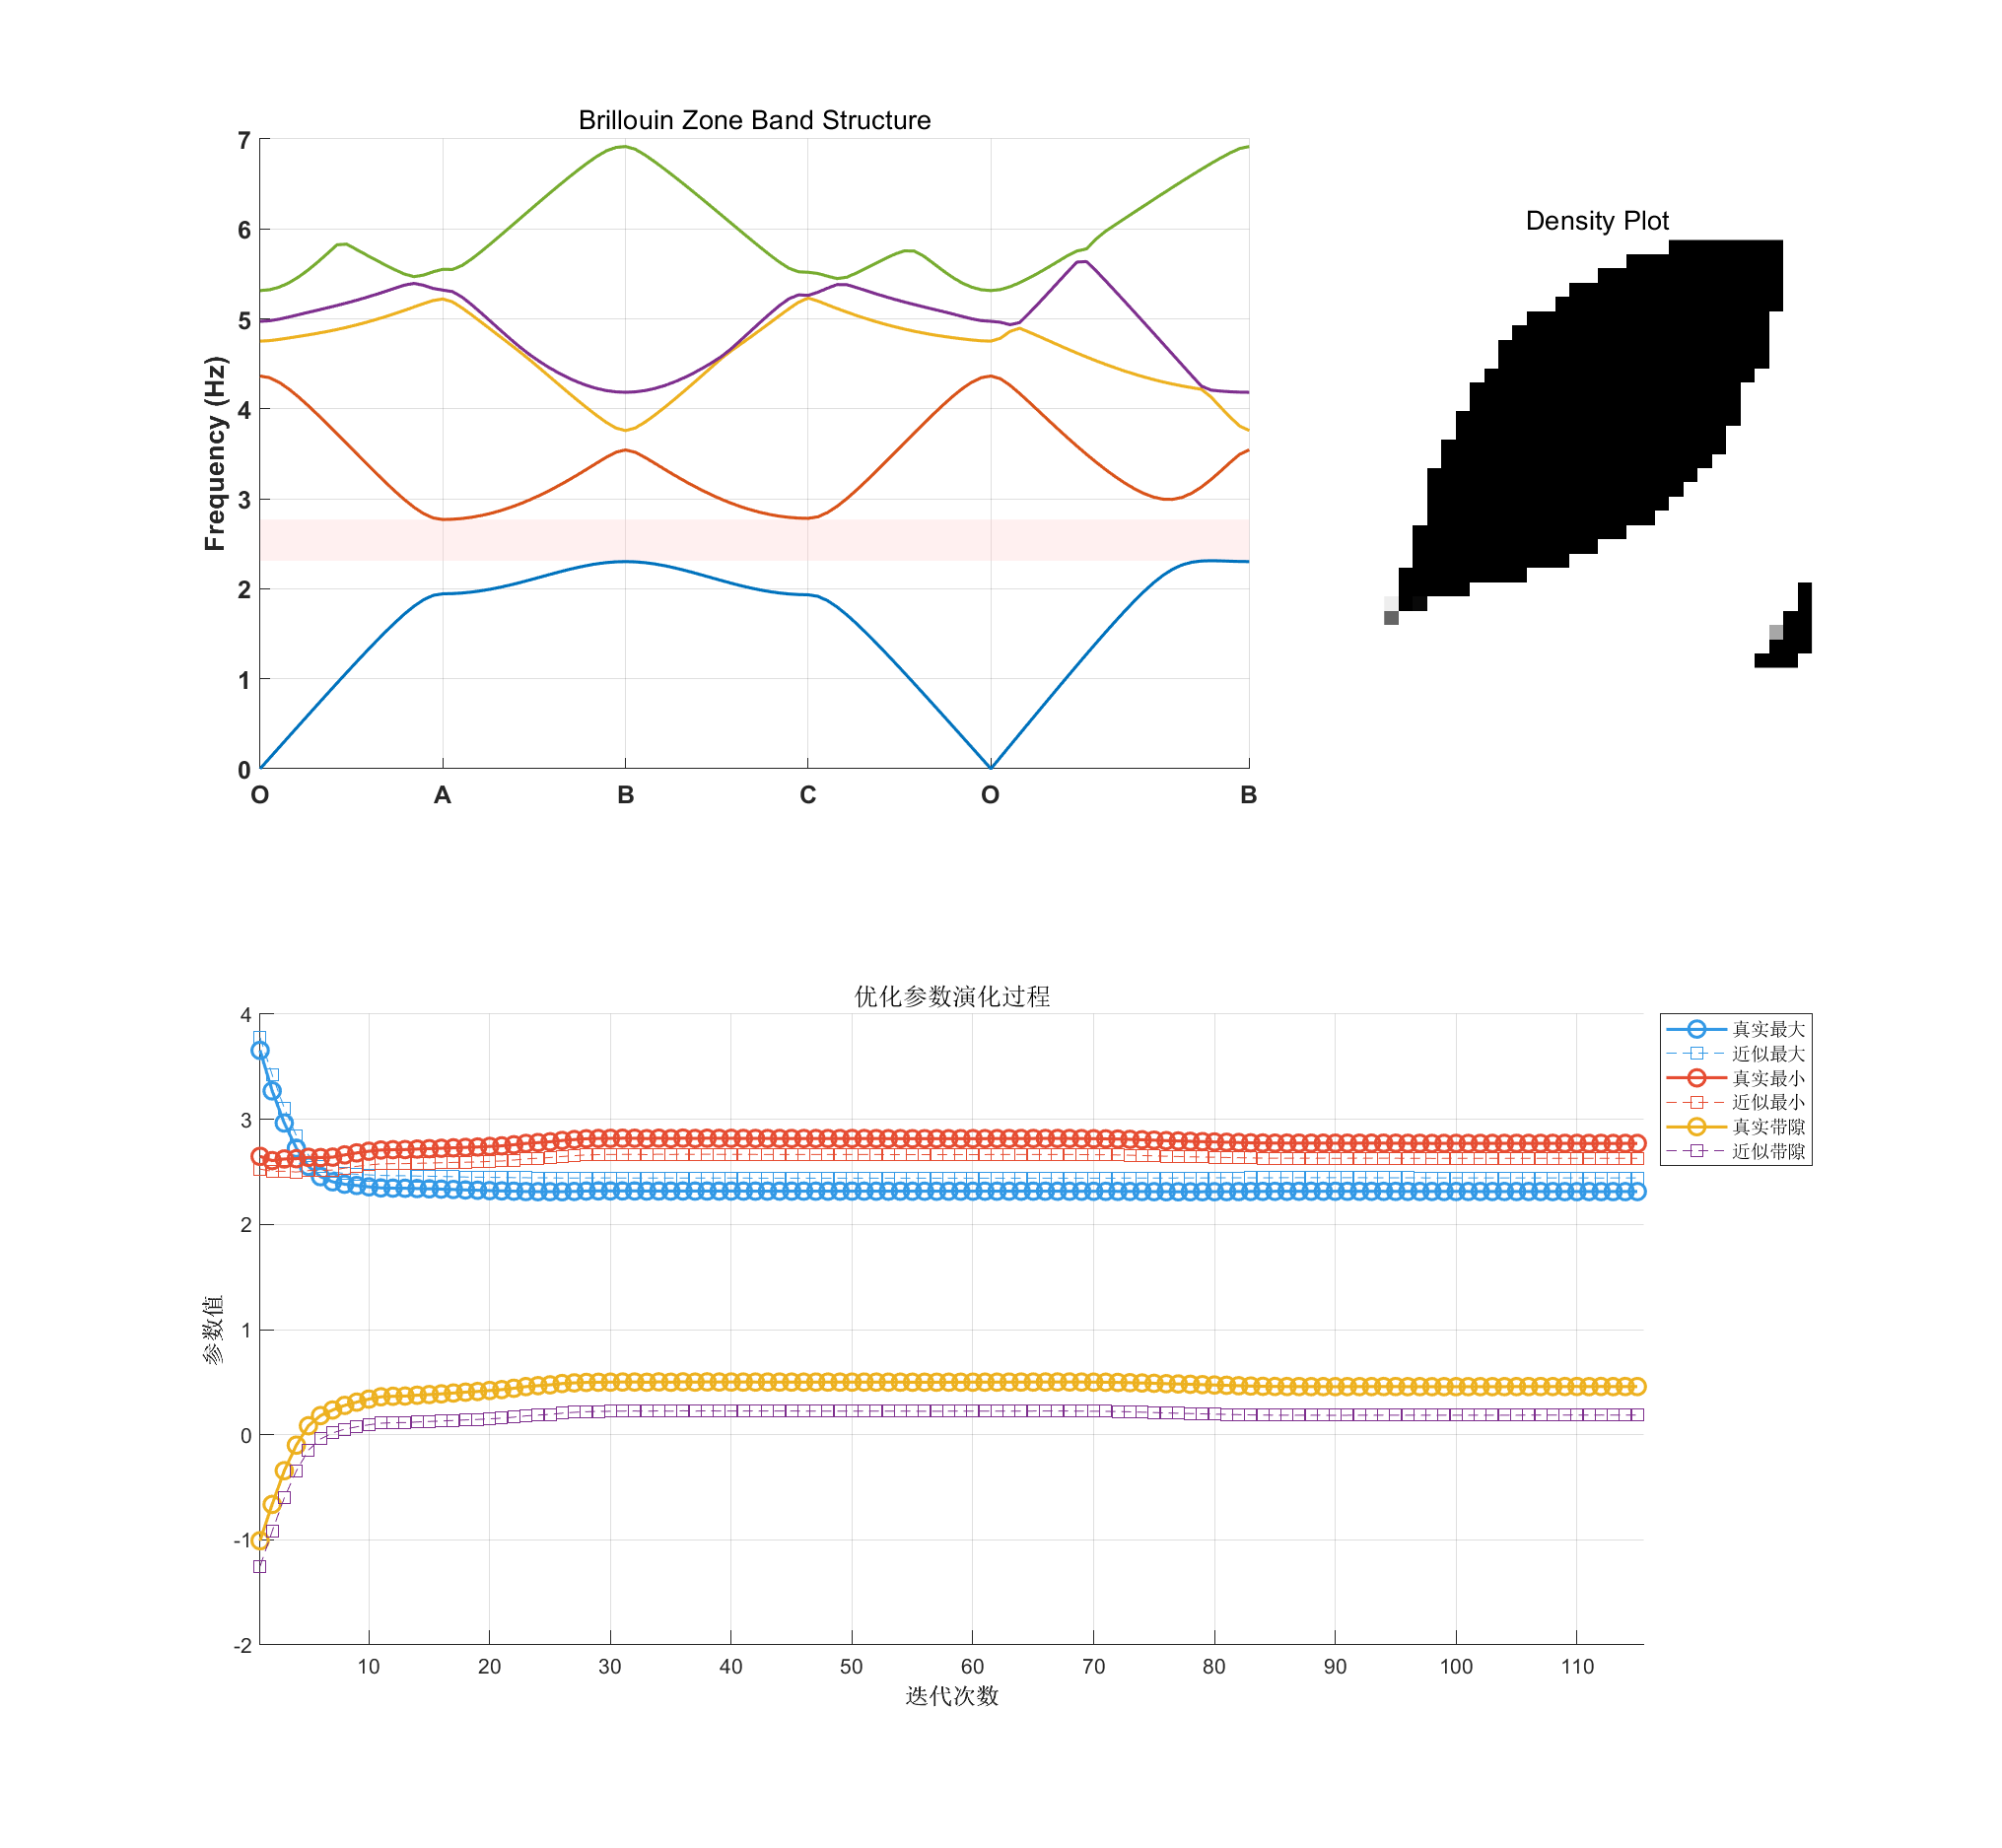 Brillouin Zone Band Structure
Frequency (Hz)
7
6
5
4
3
2
1
0
O A B C O B
Density Plot
优化参数演化过程
参数值
4
3
2
1
0
-1
-2
10 20 30 40 50 60 70 80 90 100 110
迭代次数
真实最大
近似最大
真实最小
近似最小
真实带隙
近似带隙